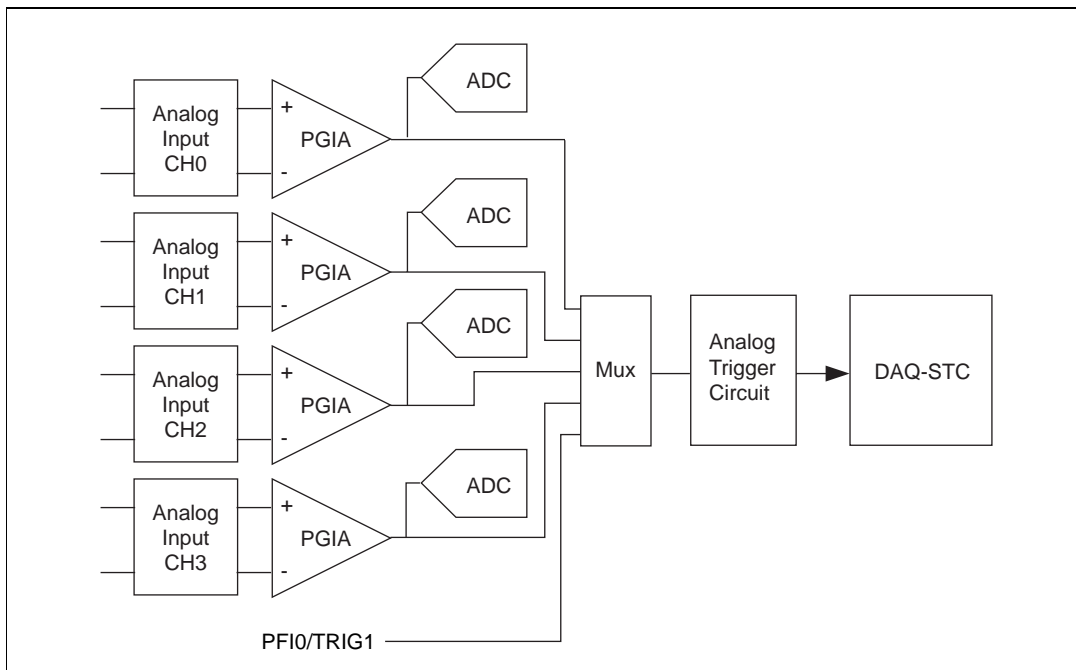 ADC
Analog
Input
CH0
+
PGIA
-
ADC
Analog
Input
CH1
+
PGIA
-
ADC
Analog
Input
CH2
+
PGIA
-
ADC
Analog
Input
CH3
+
PGIA
-
PFI0/TRIG1
Mux
Analog
Trigger
Circuit
DAQ-STC